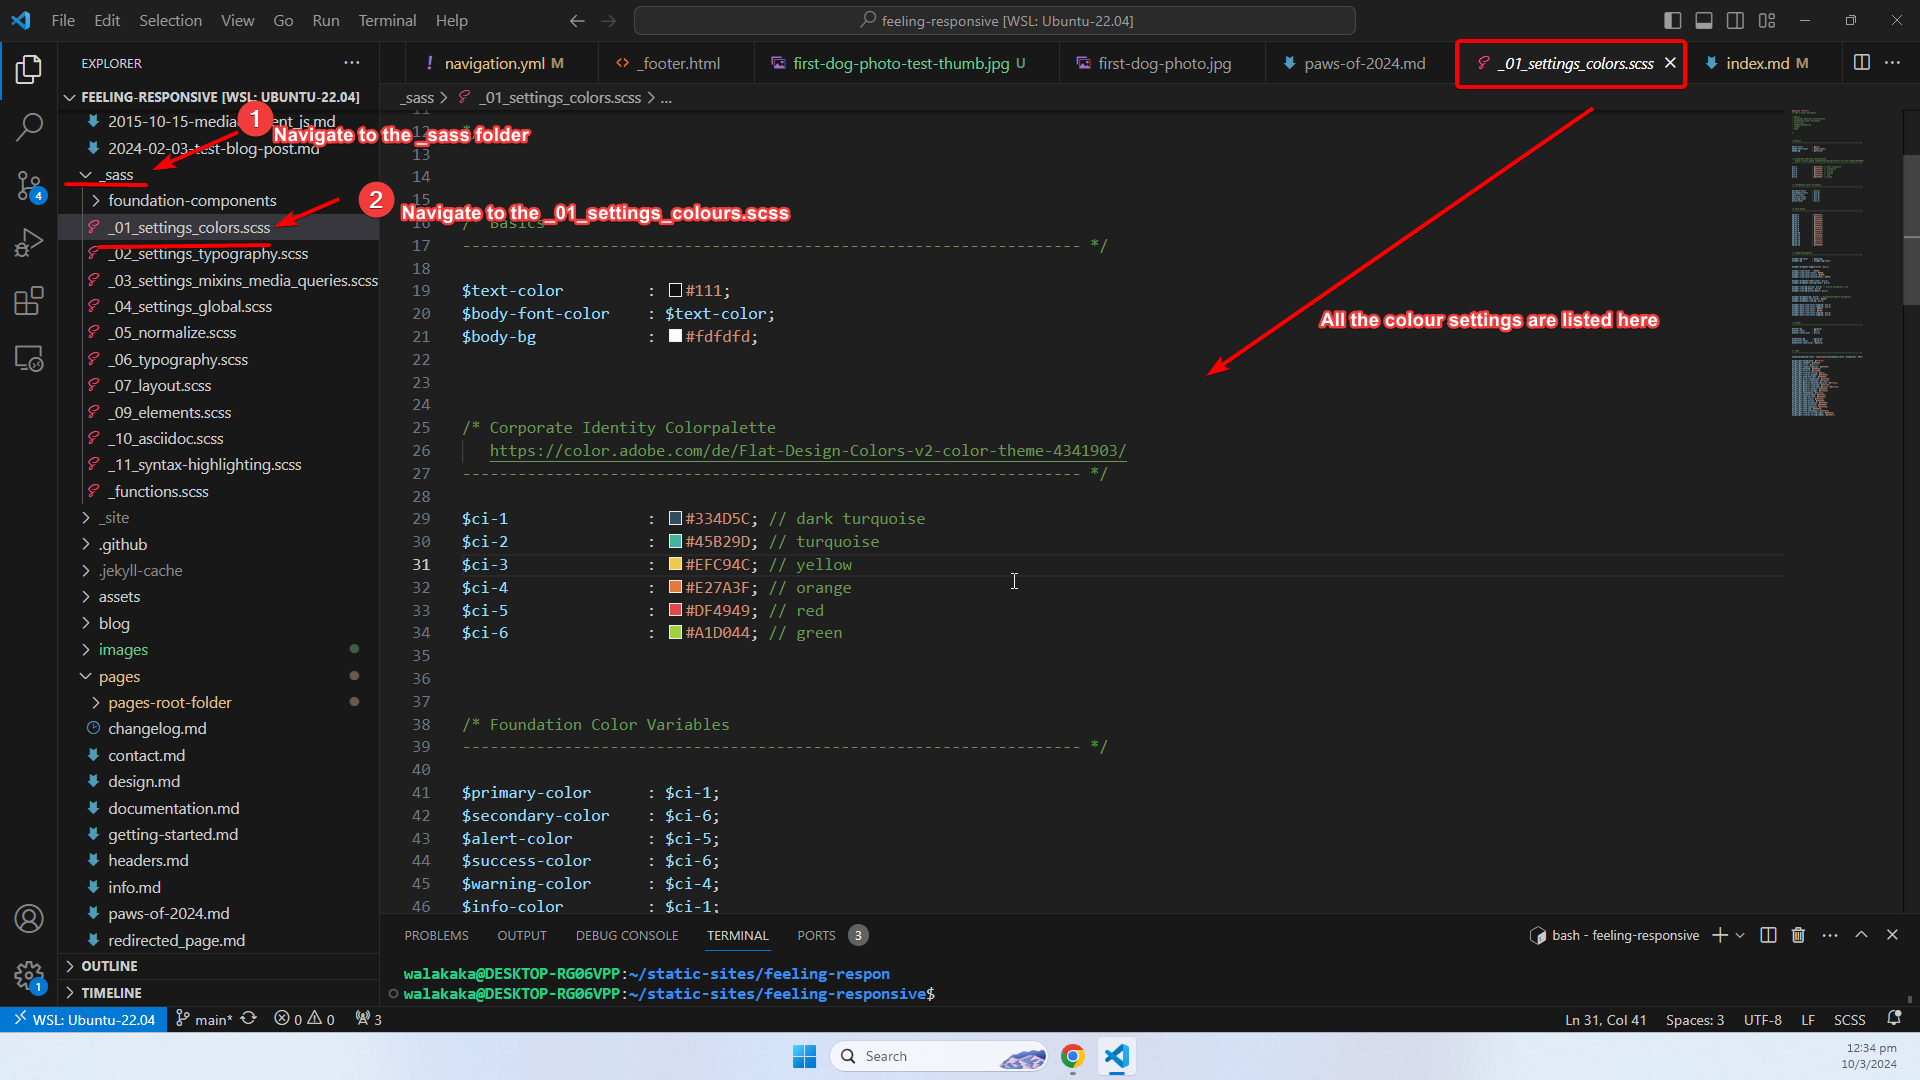 File Edit Selection View Go Run Terminal Help
feeling-responsive [WSL: Ubuntu-22.04]
EXPLORER
navigation.yml M
_footer.html
first-dog-photo-test-thumb.jpg U
first-dog-photo.jpg
paws-of-2024.md
_01_settings_colors.scss
index.md M
FEELING-RESPONSIVE [WSL: UBUNTU-22.04]
_sass > _01_settings_colors.scss > ...
1
Navigate to the _sass folder
2
Navigate to the _01_settings_colours.scss
All the colour settings are listed here
2024-02-03-test-blog-post.md
_sass
foundation-components
_01_settings_colors.scss
_02_settings_typography.scss
_03_settings_mixins_media_queries.scss
_04_settings_global.scss
_05_normalize.scss
_06_typography.scss
_07_layout.scss
_09_elements.scss
_10_asciidoc.scss
_11_syntax-highlighting.scss
_functions.scss
_site
.github
.jekyll-cache
assets
blog
images
pages
pages-root-folder
changelog.md
contact.md
design.md
documentation.md
getting-started.md
headers.md
info.md
paws-of-2024.md
redirected_page.md
OUTLINE
TIMELINE
4
1
12
13
14
15
16 /* Basics
17 ------------------------------------------------------------------- */
18
19 $text-color : #111;
20 $body-font-color : $text-color;
21 $body-bg : #fdfdfd;
22
23
24
25 /* Corporate Identity Colorpalette
26 https://color.adobe.com/de/Flat-Design-Colors-v2-color-theme-4341903/
27 ------------------------------------------------------------------- */
28
29 $ci-1 : #334D5C; // dark turquoise
30 $ci-2 : #45B29D; // turquoise
31 $ci-3 : #EFC94C; // yellow
32 $ci-4 : #E27A3F; // orange
33 $ci-5 : #DF4949; // red
34 $ci-6 : #A1D044; // green
35
36
37
38 /* Foundation Color Variables
39 ------------------------------------------------------------------- */
40
41 $primary-color : $ci-1;
42 $secondary-color : $ci-6;
43 $alert-color : $ci-5;
44 $success-color : $ci-6;
45 $warning-color : $ci-4;
46 $info-color : $ci-1;
PROBLEMS OUTPUT DEBUG CONSOLE TERMINAL PORTS 3
bash - feeling-responsive
walakaka@DESKTOP-RG06VPP:~/static-sites/feeling-respon
walakaka@DESKTOP-RG06VPP:~/static-sites/feeling-responsive$
WSL: Ubuntu-22.04 main* 0 0 3
Ln 31, Col 41 Spaces: 3 UTF-8 LF SCSS
Search
12:34 pm
10/3/2024